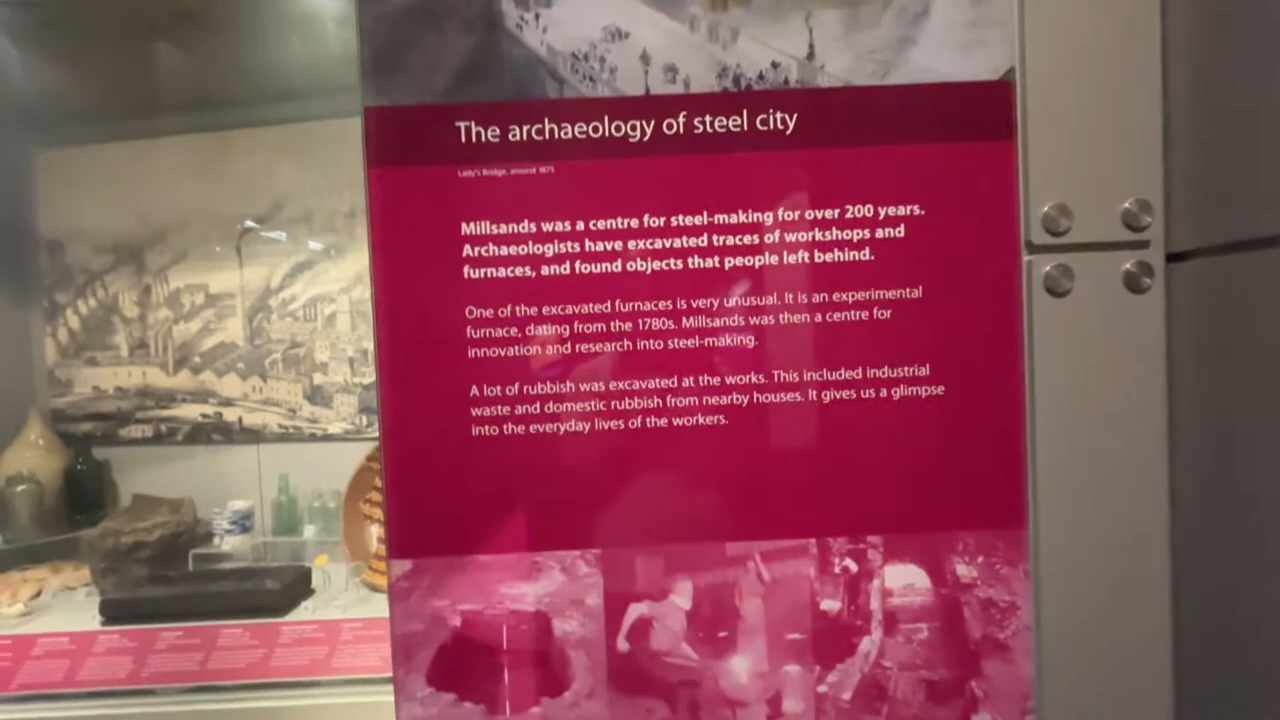 The archaeology of steel city
Lady's Bridge, around 1875
Millsands was a centre for steel-making for over 200 years.
Archaeologists have excavated traces of workshops and
furnaces, and found objects that people left behind.
One of the excavated furnaces is very unusual. It is an experimental
furnace, dating from the 1780s. Millsands was then a centre for
innovation and research into steel-making.
A lot of rubbish was excavated at the works. This included industrial
waste and domestic rubbish from nearby houses. It gives us a glimpse
into the everyday lives of the workers.